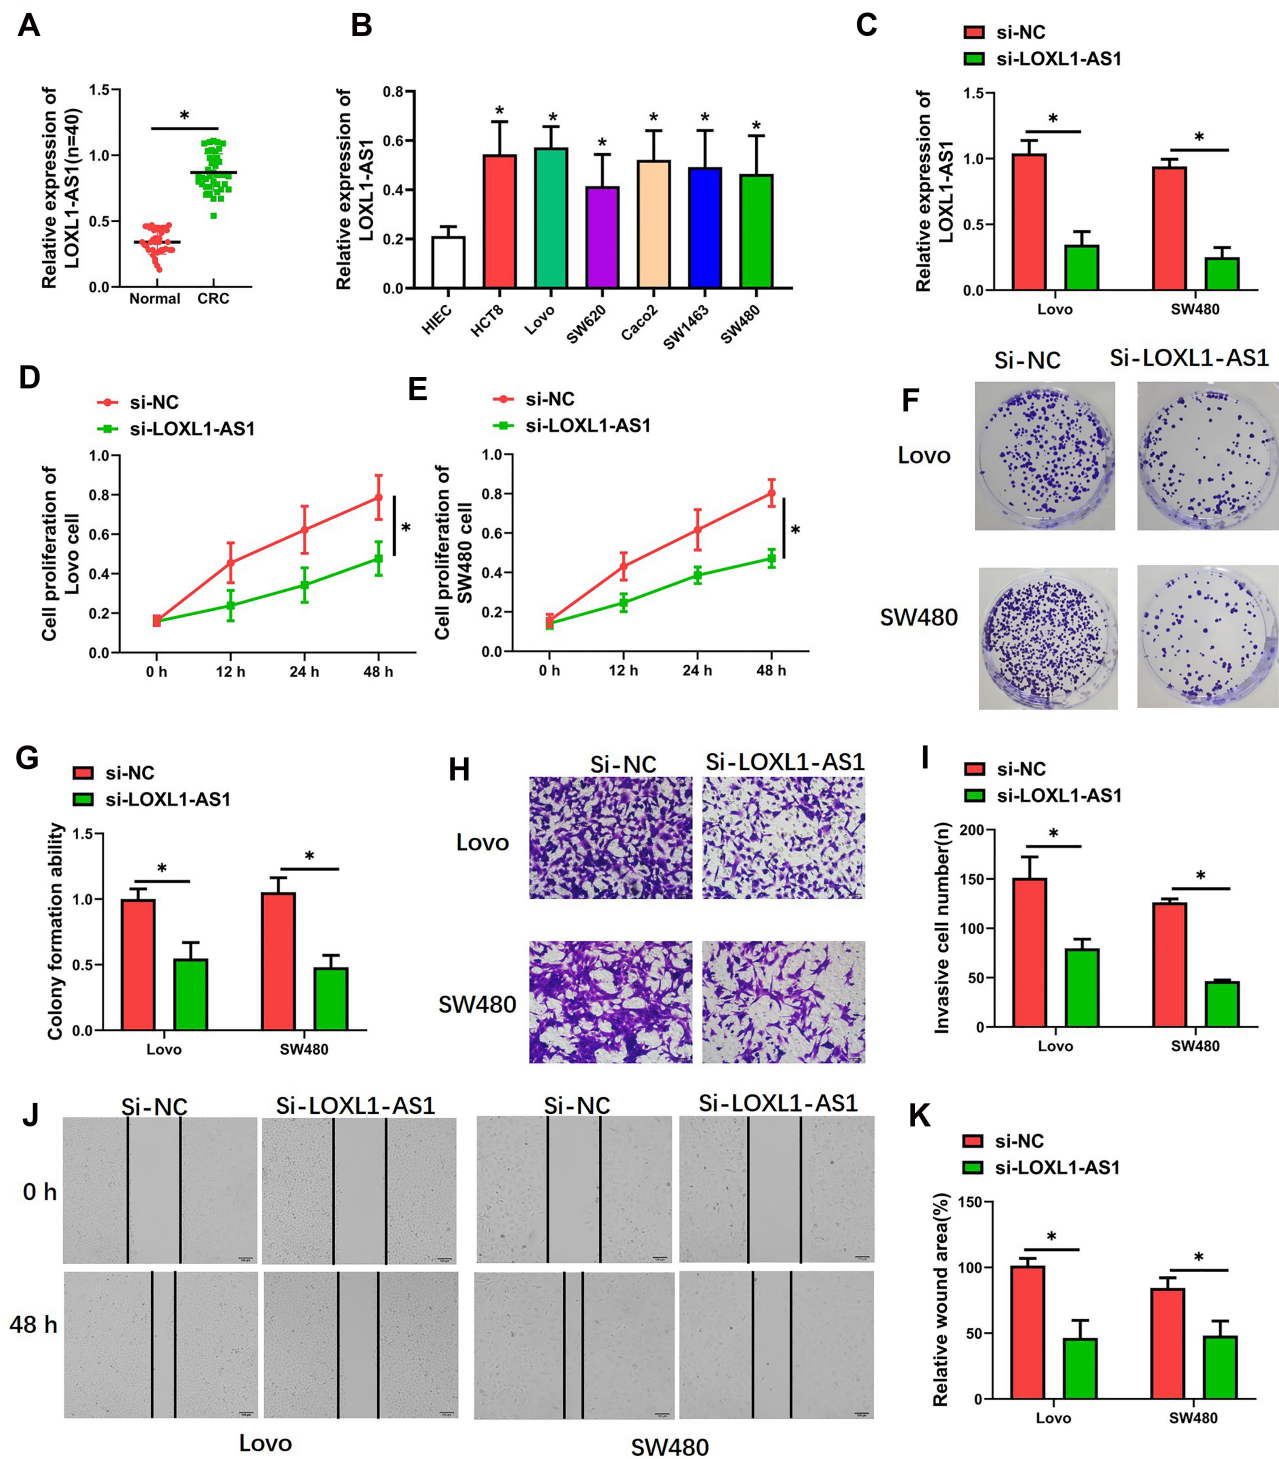 A
Relative expression of
LOXL1-AS1(n=40)
1.5
1.0
0.5
0.0
*
Normal
CRC
B
Relative expression of
LOXL1-AS1
0.8
0.6
0.4
0.2
0.0
*
*
*
*
*
*
HIEC
HCT8
Lovo
SW620
Caco2
SW1463
SW480
C
si-NC
si-LOXL1-AS1
Relative expression of
LOXL1-AS1
1.5
1.0
0.5
0.0
*
*
Lovo
SW480
D
si-NC
si-LOXL1-AS1
Cell proliferation of
Lovo cell
1.0
0.8
0.6
0.4
0.2
0.0
*
0 h
12 h
24 h
48 h
E
si-NC
si-LOXL1-AS1
Cell proliferation of
SW480 cell
1.0
0.8
0.6
0.4
0.2
0.0
*
0 h
12 h
24 h
48 h
F
Si-NC
Si-LOXL1-AS1
Lovo
SW480
G
si-NC
si-LOXL1-AS1
Colony formation ability
1.5
1.0
0.5
0.0
*
*
Lovo
SW480
H
Si-NC
Si-LOXL1-AS1
Lovo
SW480
I
si-NC
si-LOXL1-AS1
Invasive cell number(n)
200
150
100
50
0
*
*
Lovo
SW480
J
Si-NC
Si-LOXL1-AS1
Si-NC
Si-LOXL1-AS1
0 h
48 h
Lovo
SW480
K
si-NC
si-LOXL1-AS1
Relative wound area(%)
150
100
50
0
*
*
Lovo
SW480